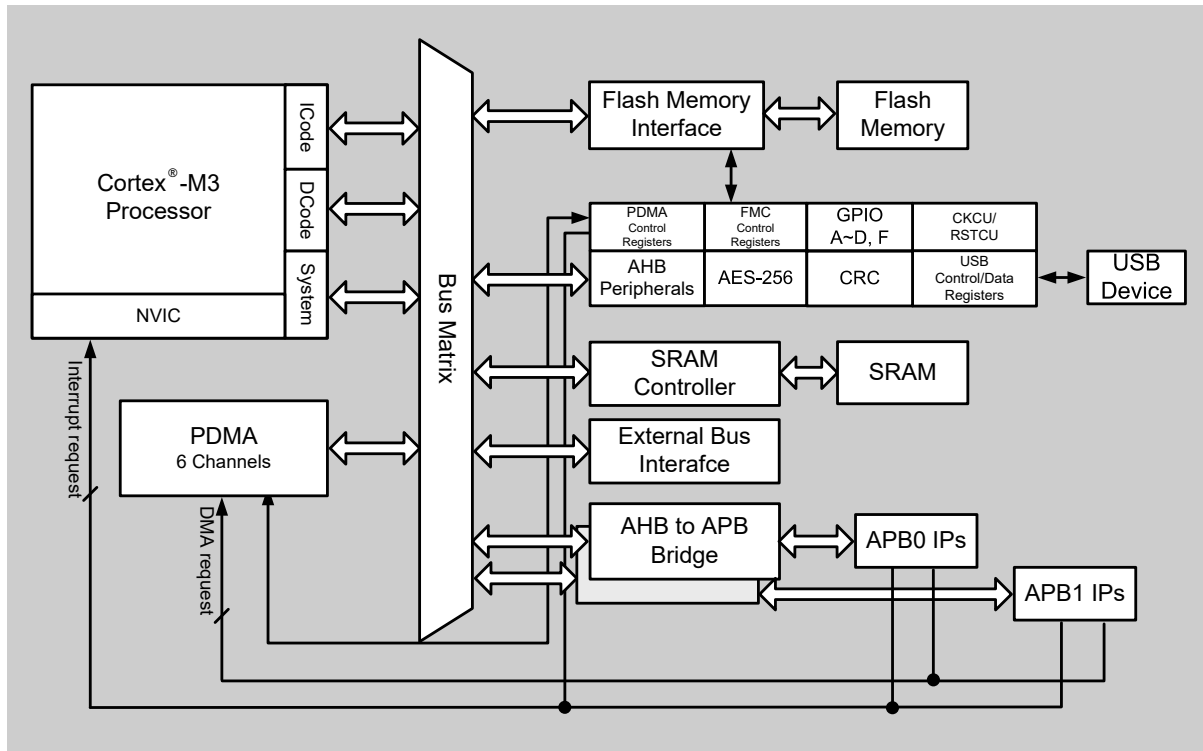 Cortex®-M3
Processor
ICode
DCode
System
NVIC
Interrupt request
PDMA
6 Channels
DMA request
Bus Matrix
Flash Memory
Interface
Flash
Memory
PDMA
Control
Registers
FMC
Control
Registers
GPIO
A~D, F
CKCU/
RSTCU
AHB
Peripherals
AES-256
CRC
USB
Control/Data
Registers
USB
Device
SRAM
Controller
SRAM
External Bus
Interafce
AHB to APB
Bridge
APB0 IPs
APB1 IPs